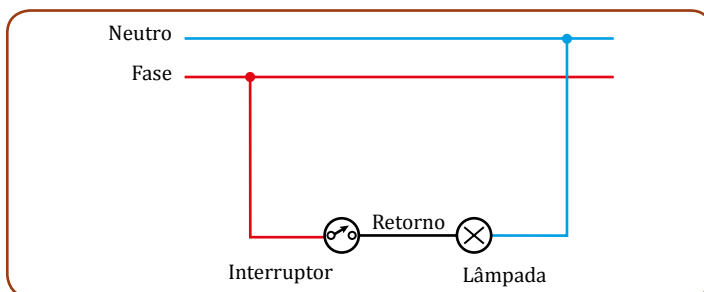 Neutro
Fase
Retorno
Interruptor
Lâmpada